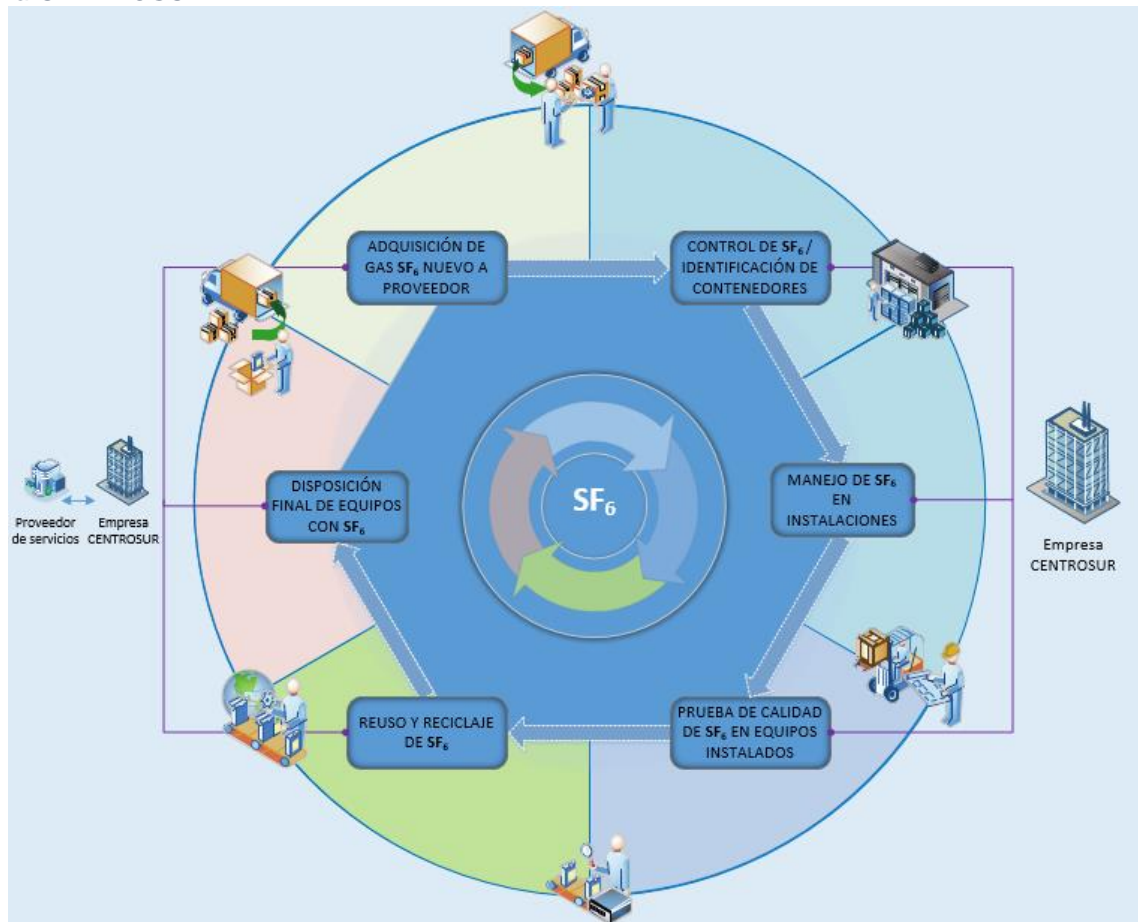 ADQUISICIÓN DE
GAS SF₆ NUEVO A
PROVEEDOR
CONTROL DE SF₆ /
IDENTIFICACIÓN DE
CONTENEDORES
MANEJO DE SF₆
EN
INSTALACIONES
PRUEBA DE CALIDAD
DE SF₆ EN EQUIPOS
INSTALADOS
REUSO Y RECICLAJE
DE SF₆
DISPOSICIÓN
FINAL DE EQUIPOS
CON SF₆
SF₆
Proveedor
de servicios
Empresa
CENTROSUR
Empresa
CENTROSUR